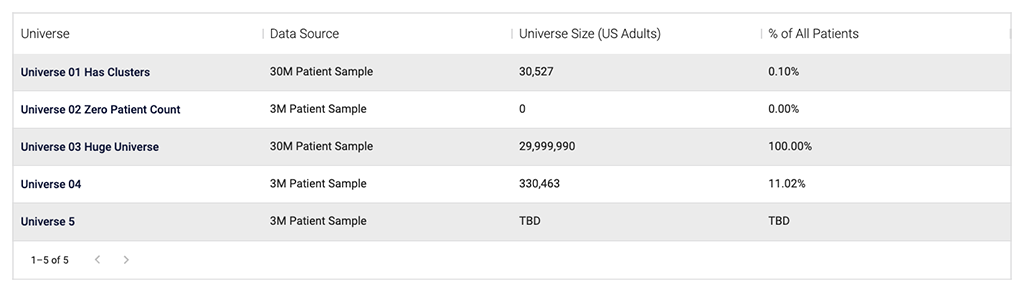 Universe Data Source Universe Size (US Adults) % of All Patients
Universe 01 Has Clusters 30M Patient Sample 30,527 0.10%
Universe 02 Zero Patient Count 3M Patient Sample 0 0.00%
Universe 03 Huge Universe 30M Patient Sample 29,999,990 100.00%
Universe 04 3M Patient Sample 330,463 11.02%
Universe 5 3M Patient Sample TBD TBD
1–5 of 5